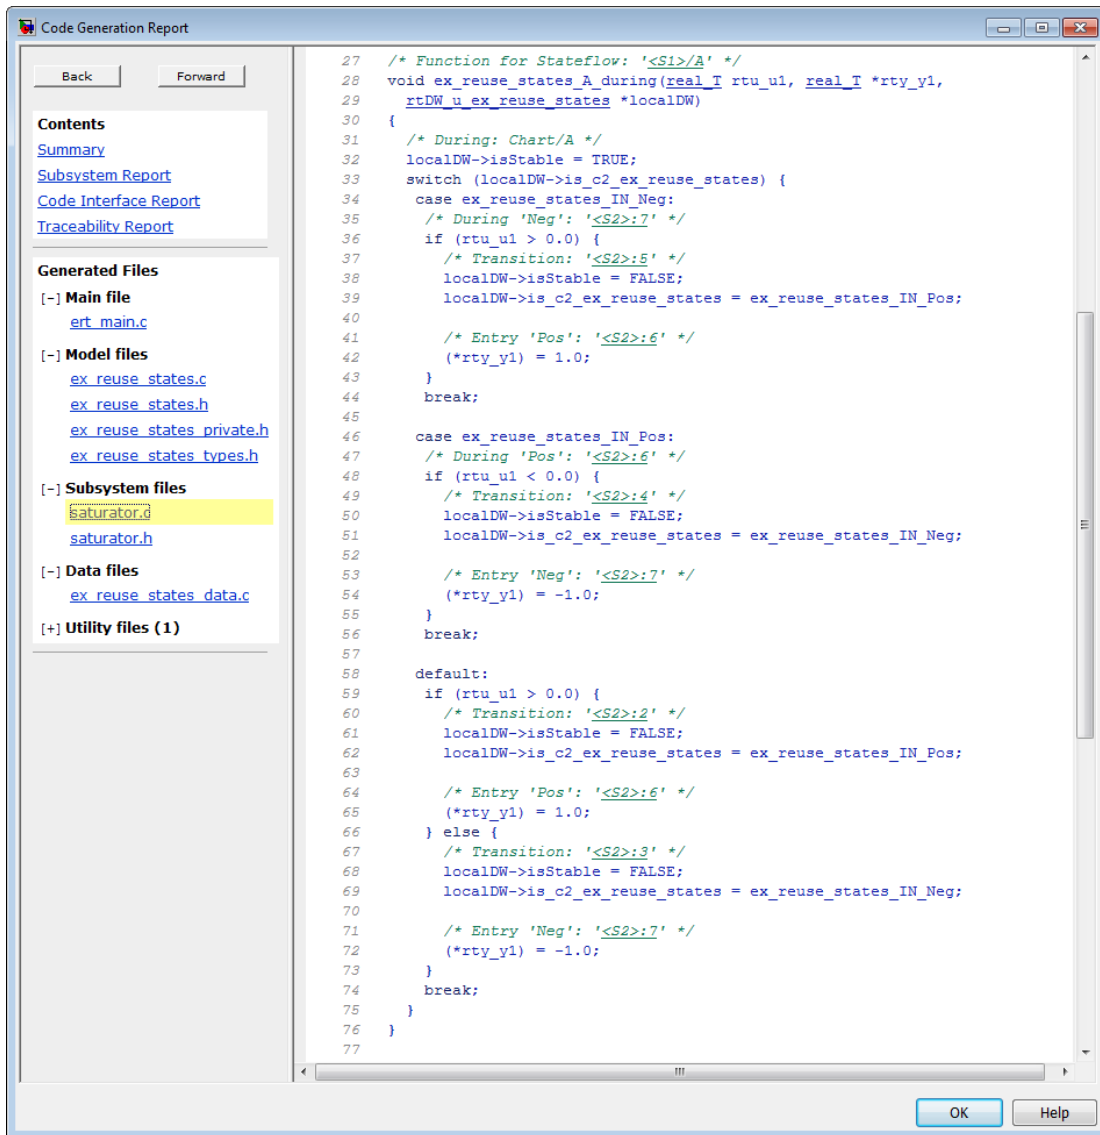 Code Generation Report
Back
Forward
Contents
Summary
Subsystem Report
Code Interface Report
Traceability Report
Generated Files
[-] Main file
ert_main.c
[-] Model files
ex_reuse_states.c
ex_reuse_states.h
ex_reuse_states_private.h
ex_reuse_states_types.h
[-] Subsystem files
saturator.c
saturator.h
[-] Data files
ex_reuse_states_data.c
[+] Utility files (1)
27 /* Function for Stateflow: '<S1>/A' */
28 void ex_reuse_states_A_during(real_T rtu_u1, real_T *rty_y1,
29 rtDW_u_ex_reuse_states *localDW)
30 {
31 /* During: Chart/A */
32 localDW->isStable = TRUE;
33 switch (localDW->is_c2_ex_reuse_states) {
34 case ex_reuse_states_IN_Neg:
35 /* During 'Neg': '<S2>:7' */
36 if (rtu_u1 > 0.0) {
37 /* Transition: '<S2>:5' */
38 localDW->isStable = FALSE;
39 localDW->is_c2_ex_reuse_states = ex_reuse_states_IN_Pos;
40
41 /* Entry 'Pos': '<S2>:6' */
42 (*rty_y1) = 1.0;
43 }
44 break;
45
46 case ex_reuse_states_IN_Pos:
47 /* During 'Pos': '<S2>:6' */
48 if (rtu_u1 < 0.0) {
49 /* Transition: '<S2>:4' */
50 localDW->isStable = FALSE;
51 localDW->is_c2_ex_reuse_states = ex_reuse_states_IN_Neg;
52
53 /* Entry 'Neg': '<S2>:7' */
54 (*rty_y1) = -1.0;
55 }
56 break;
57
58 default:
59 if (rtu_u1 > 0.0) {
60 /* Transition: '<S2>:2' */
61 localDW->isStable = FALSE;
62 localDW->is_c2_ex_reuse_states = ex_reuse_states_IN_Pos;
63
64 /* Entry 'Pos': '<S2>:6' */
65 (*rty_y1) = 1.0;
66 } else {
67 /* Transition: '<S2>:3' */
68 localDW->isStable = FALSE;
69 localDW->is_c2_ex_reuse_states = ex_reuse_states_IN_Neg;
70
71 /* Entry 'Neg': '<S2>:7' */
72 (*rty_y1) = -1.0;
73 }
74 break;
75 }
76 }
77
OK
Help